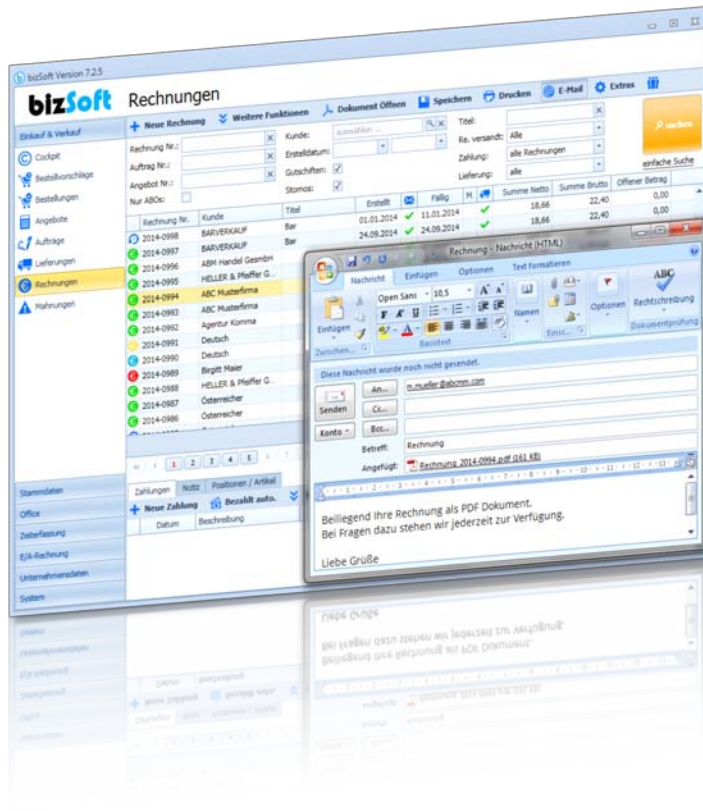 bizSoft Version 7.2.5
bizSoft
Rechnungen
Neue Rechnung Weitere Funktionen Dokument Öffnen Speichern Drucken E-Mail Extras
Einkauf & Verkauf
Cockpit
Bestellvorschläge
Bestellungen
Angebote
Aufträge
Lieferungen
Rechnungen
Mahnungen
Stammdaten
Office
Zeiterfassung
E/A-Rechnung
Unternehmensdaten
System
Rechnung Nr.:
Auftrag Nr.:
Angebot Nr.:
Nur ABOs:
Kunde:
auswählen ...
Erstelldatum:
Gutschriften:
Stornos:
Titel:
Re. versandt: Alle
Zahlung: alle Rechnungen
Lieferung: alle
suchen
einfache Suche
Rechnung Nr. Kunde Titel Erstellt Fällig M Summe Netto Summe Brutto Offener Betrag
2014-0998 BARVERKAUF Bar 01.01.2014 11.01.2014 18,66 22,40 0,00
2014-0997 BARVERKAUF Bar 24.09.2014 24.09.2014 18,66 22,40 0,00
2014-0996 ABM Handel GesmbH
2014-0995 HELLER & Pfeiffer G...
2014-0994 ABC Musterfirma
2014-0993 ABC Musterfirma
2014-0992 Agentur Komma
2014-0991 Deutsch
2014-0990 Deutsch
2014-0989 Birgitt Maier
2014-0988 HELLER & Pfeiffer G...
2014-0987 Österreicher
2014-0986 Österreicher
1 2 3 4 5 6 7
Zahlungen Notiz Positionen / Artikel
Neue Zahlung Bezahlt auto.
Datum Beschreibung
Rechnung - Nachricht (HTML)
Nachricht Einfügen Optionen Text formatieren
Einfügen
Zwischen...
Open Sans 10,5
F K U
Basistext
Namen
Einsc...
Optionen
ABC
Rechtschreibung
Dokumentprüfung
Diese Nachricht wurde noch nicht gesendet.
Senden
Konto
An... m.mueller@abcmm.com
Cc...
Bcc...
Betreff: Rechnung
Angefügt: Rechnung_2014-0994.pdf (161 KB)
Beiliegend Ihre Rechnung als PDF Dokument.
Bei Fragen dazu stehen wir jederzeit zur Verfügung.
Liebe Grüße